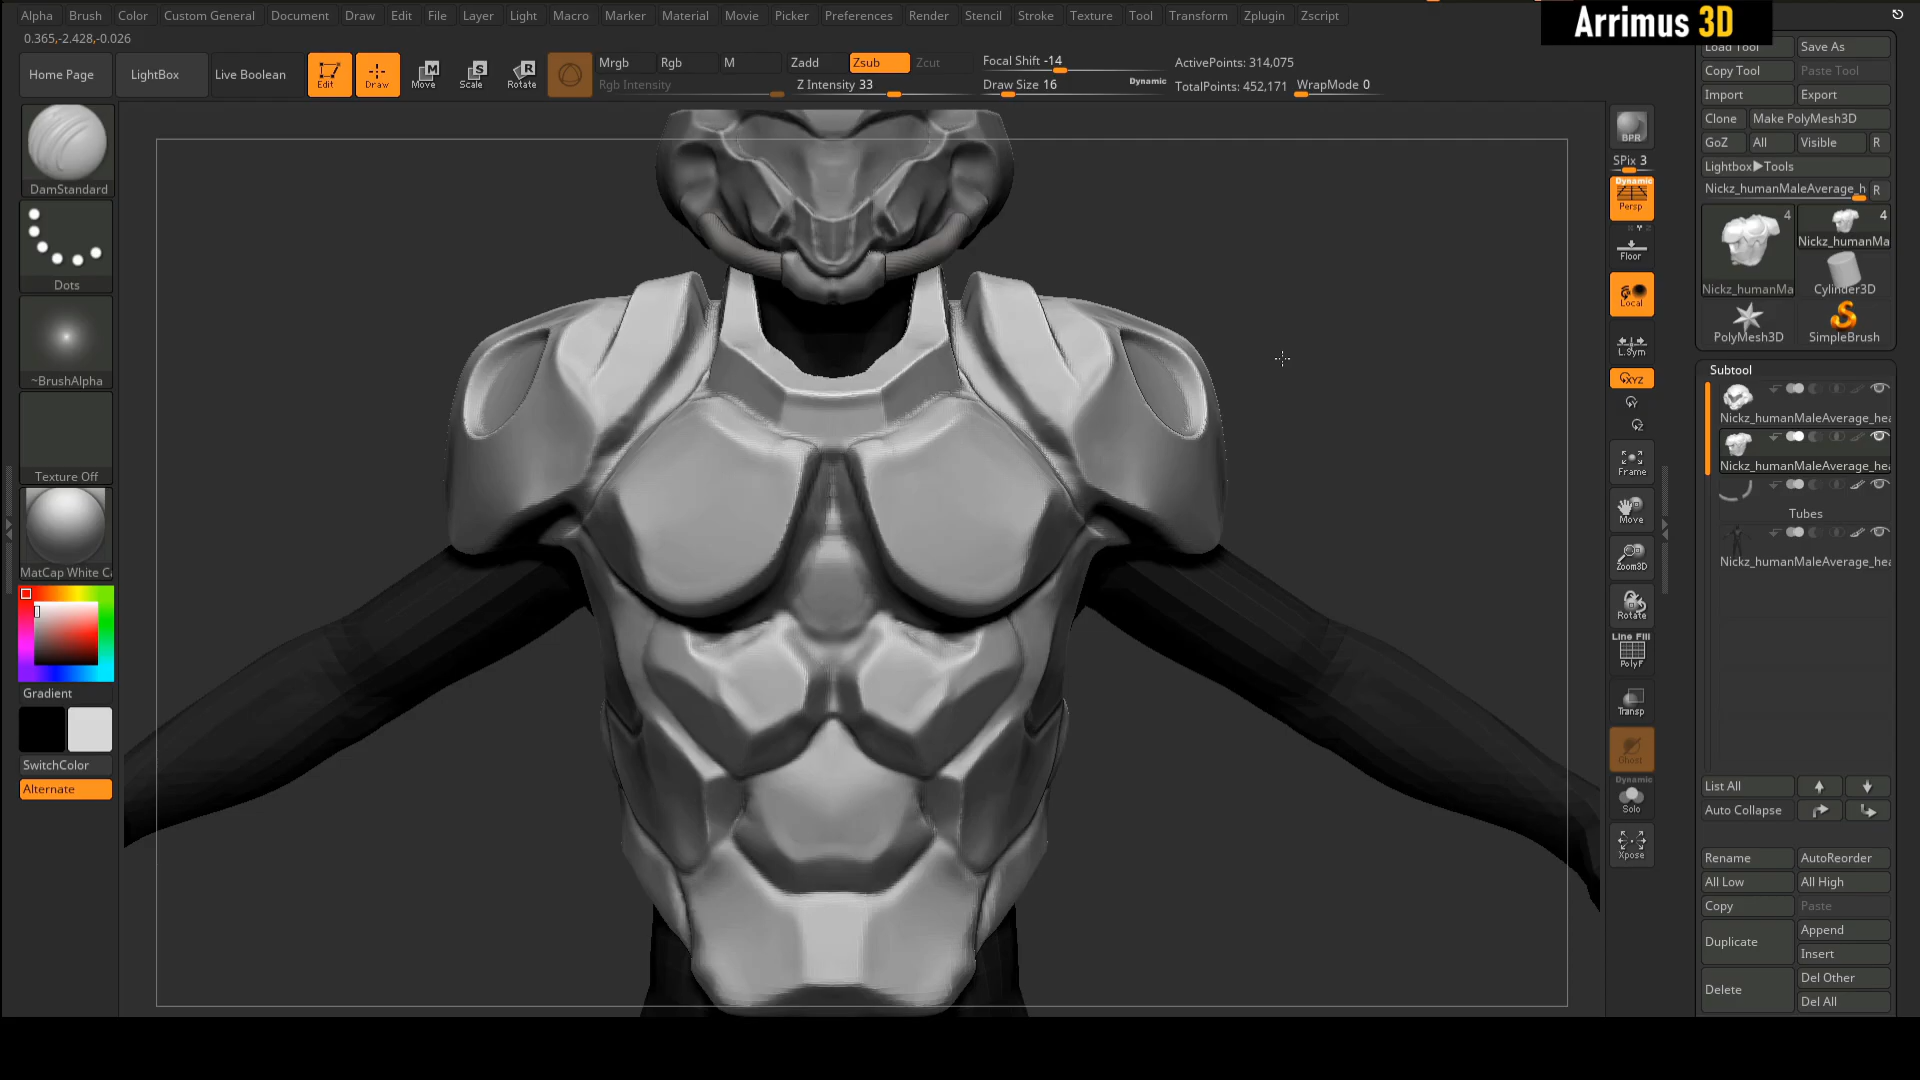 Alpha Brush Color Custom General Document Draw Edit File Layer Light Macro Marker Material Movie Picker Preferences Render Stencil Stroke Texture Tool Transform Zplugin Zscript
Arrimus 3D
0.365,-2.428,-0.026
Home Page LightBox Live Boolean Edit Draw Move Scale Rotate
M S R
Mrgb Rgb M Zadd Zsub Zcut Focal Shift -14 ActivePoints: 314,075
Rgb Intensity Z Intensity 33 Draw Size 16 Dynamic TotalPoints: 452,171 WrapMode 0
DamStandard
Dots
~BrushAlpha
Texture Off
MatCap White C
Gradient
SwitchColor
Alternate
BPR
SPix 3
Dynamic
Persp
Floor
Local
L.Sym
XYZ
Y
Z
Frame
Move
Zoom3D
Rotate
Line Fill
PolyF
Transp
Ghost
Dynamic
Solo
Xpose
Load Tool Save As
Copy Tool Paste Tool
Import Export
Clone Make PolyMesh3D
GoZ All Visible R
Lightbox▶Tools
Nickz_humanMaleAverage_h R
4 4
Nickz_humanMa
Nickz_humanMa Cylinder3D
PolyMesh3D SimpleBrush
Subtool
Nickz_humanMaleAverage_hea
Nickz_humanMaleAverage_hea
Tubes
Nickz_humanMaleAverage_hea
List All
Auto Collapse
Rename AutoReorder
All Low All High
Copy Paste
Duplicate Append
Insert
Delete Del Other
Del All